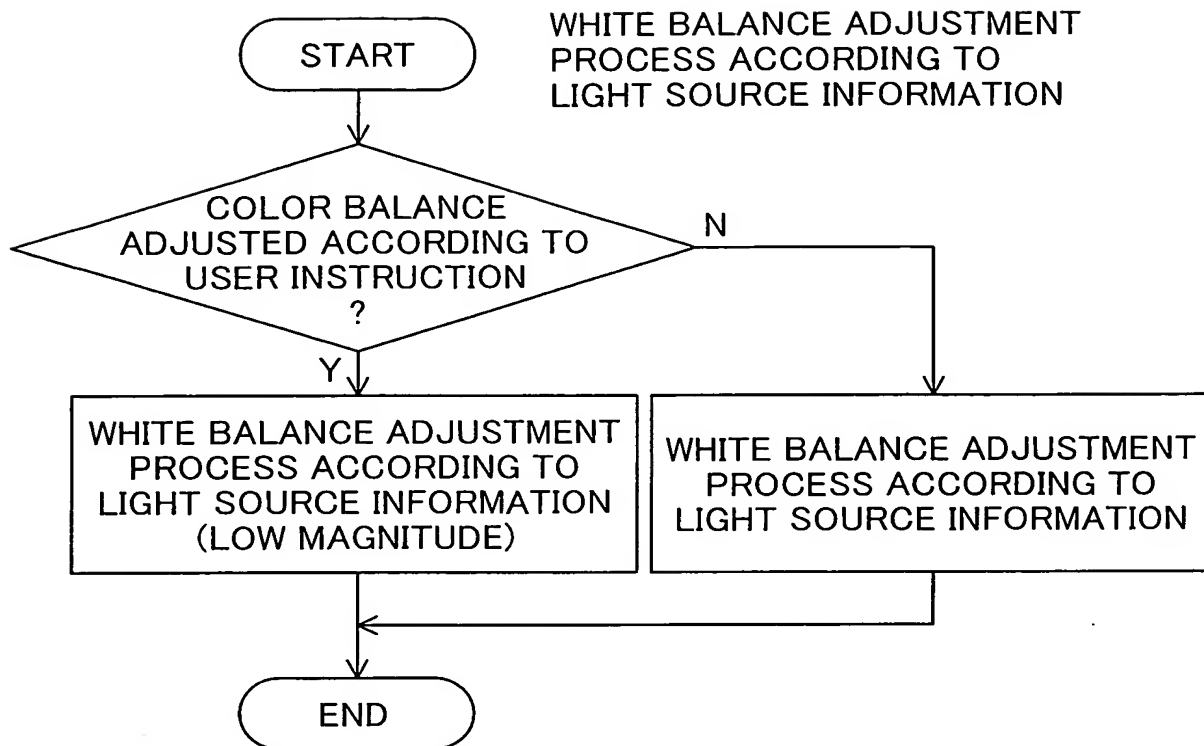 START
WHITE BALANCE ADJUSTMENT
PROCESS ACCORDING TO
LIGHT SOURCE INFORMATION
COLOR BALANCE
ADJUSTED ACCORDING TO
USER INSTRUCTION
?
N
Y
WHITE BALANCE ADJUSTMENT
PROCESS ACCORDING TO
LIGHT SOURCE INFORMATION
(LOW MAGNITUDE)
WHITE BALANCE ADJUSTMENT
PROCESS ACCORDING TO
LIGHT SOURCE INFORMATION
END